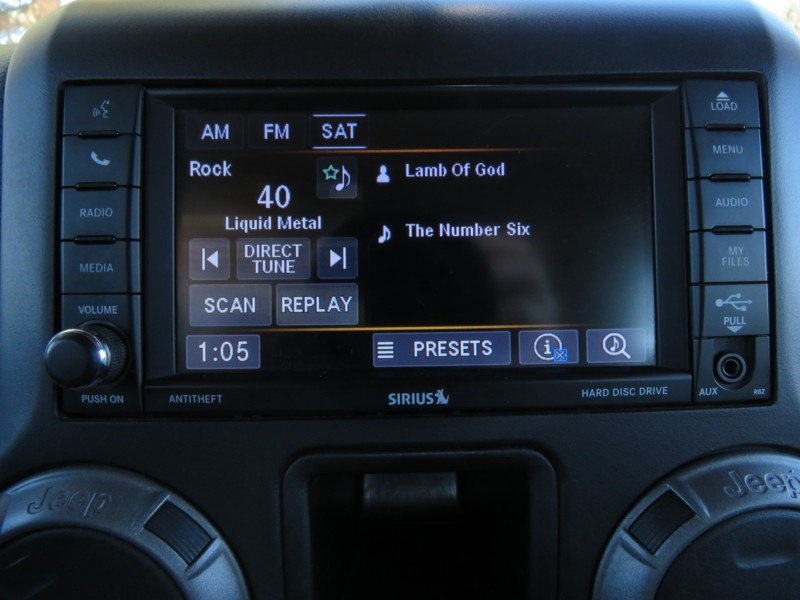 LOAD
AM FM SAT
MENU
Rock
Lamb Of God
40
Liquid Metal
RADIO
AUDIO
The Number Six
DIRECT
TUNE
MEDIA
MY
FILES
SCAN REPLAY
VOLUME
PULL
1:05
PRESETS
i
PUSH ON
ANTITHEFT
SIRIUS
HARD DISC DRIVE
AUX
RBZ
Jeep
Jeep